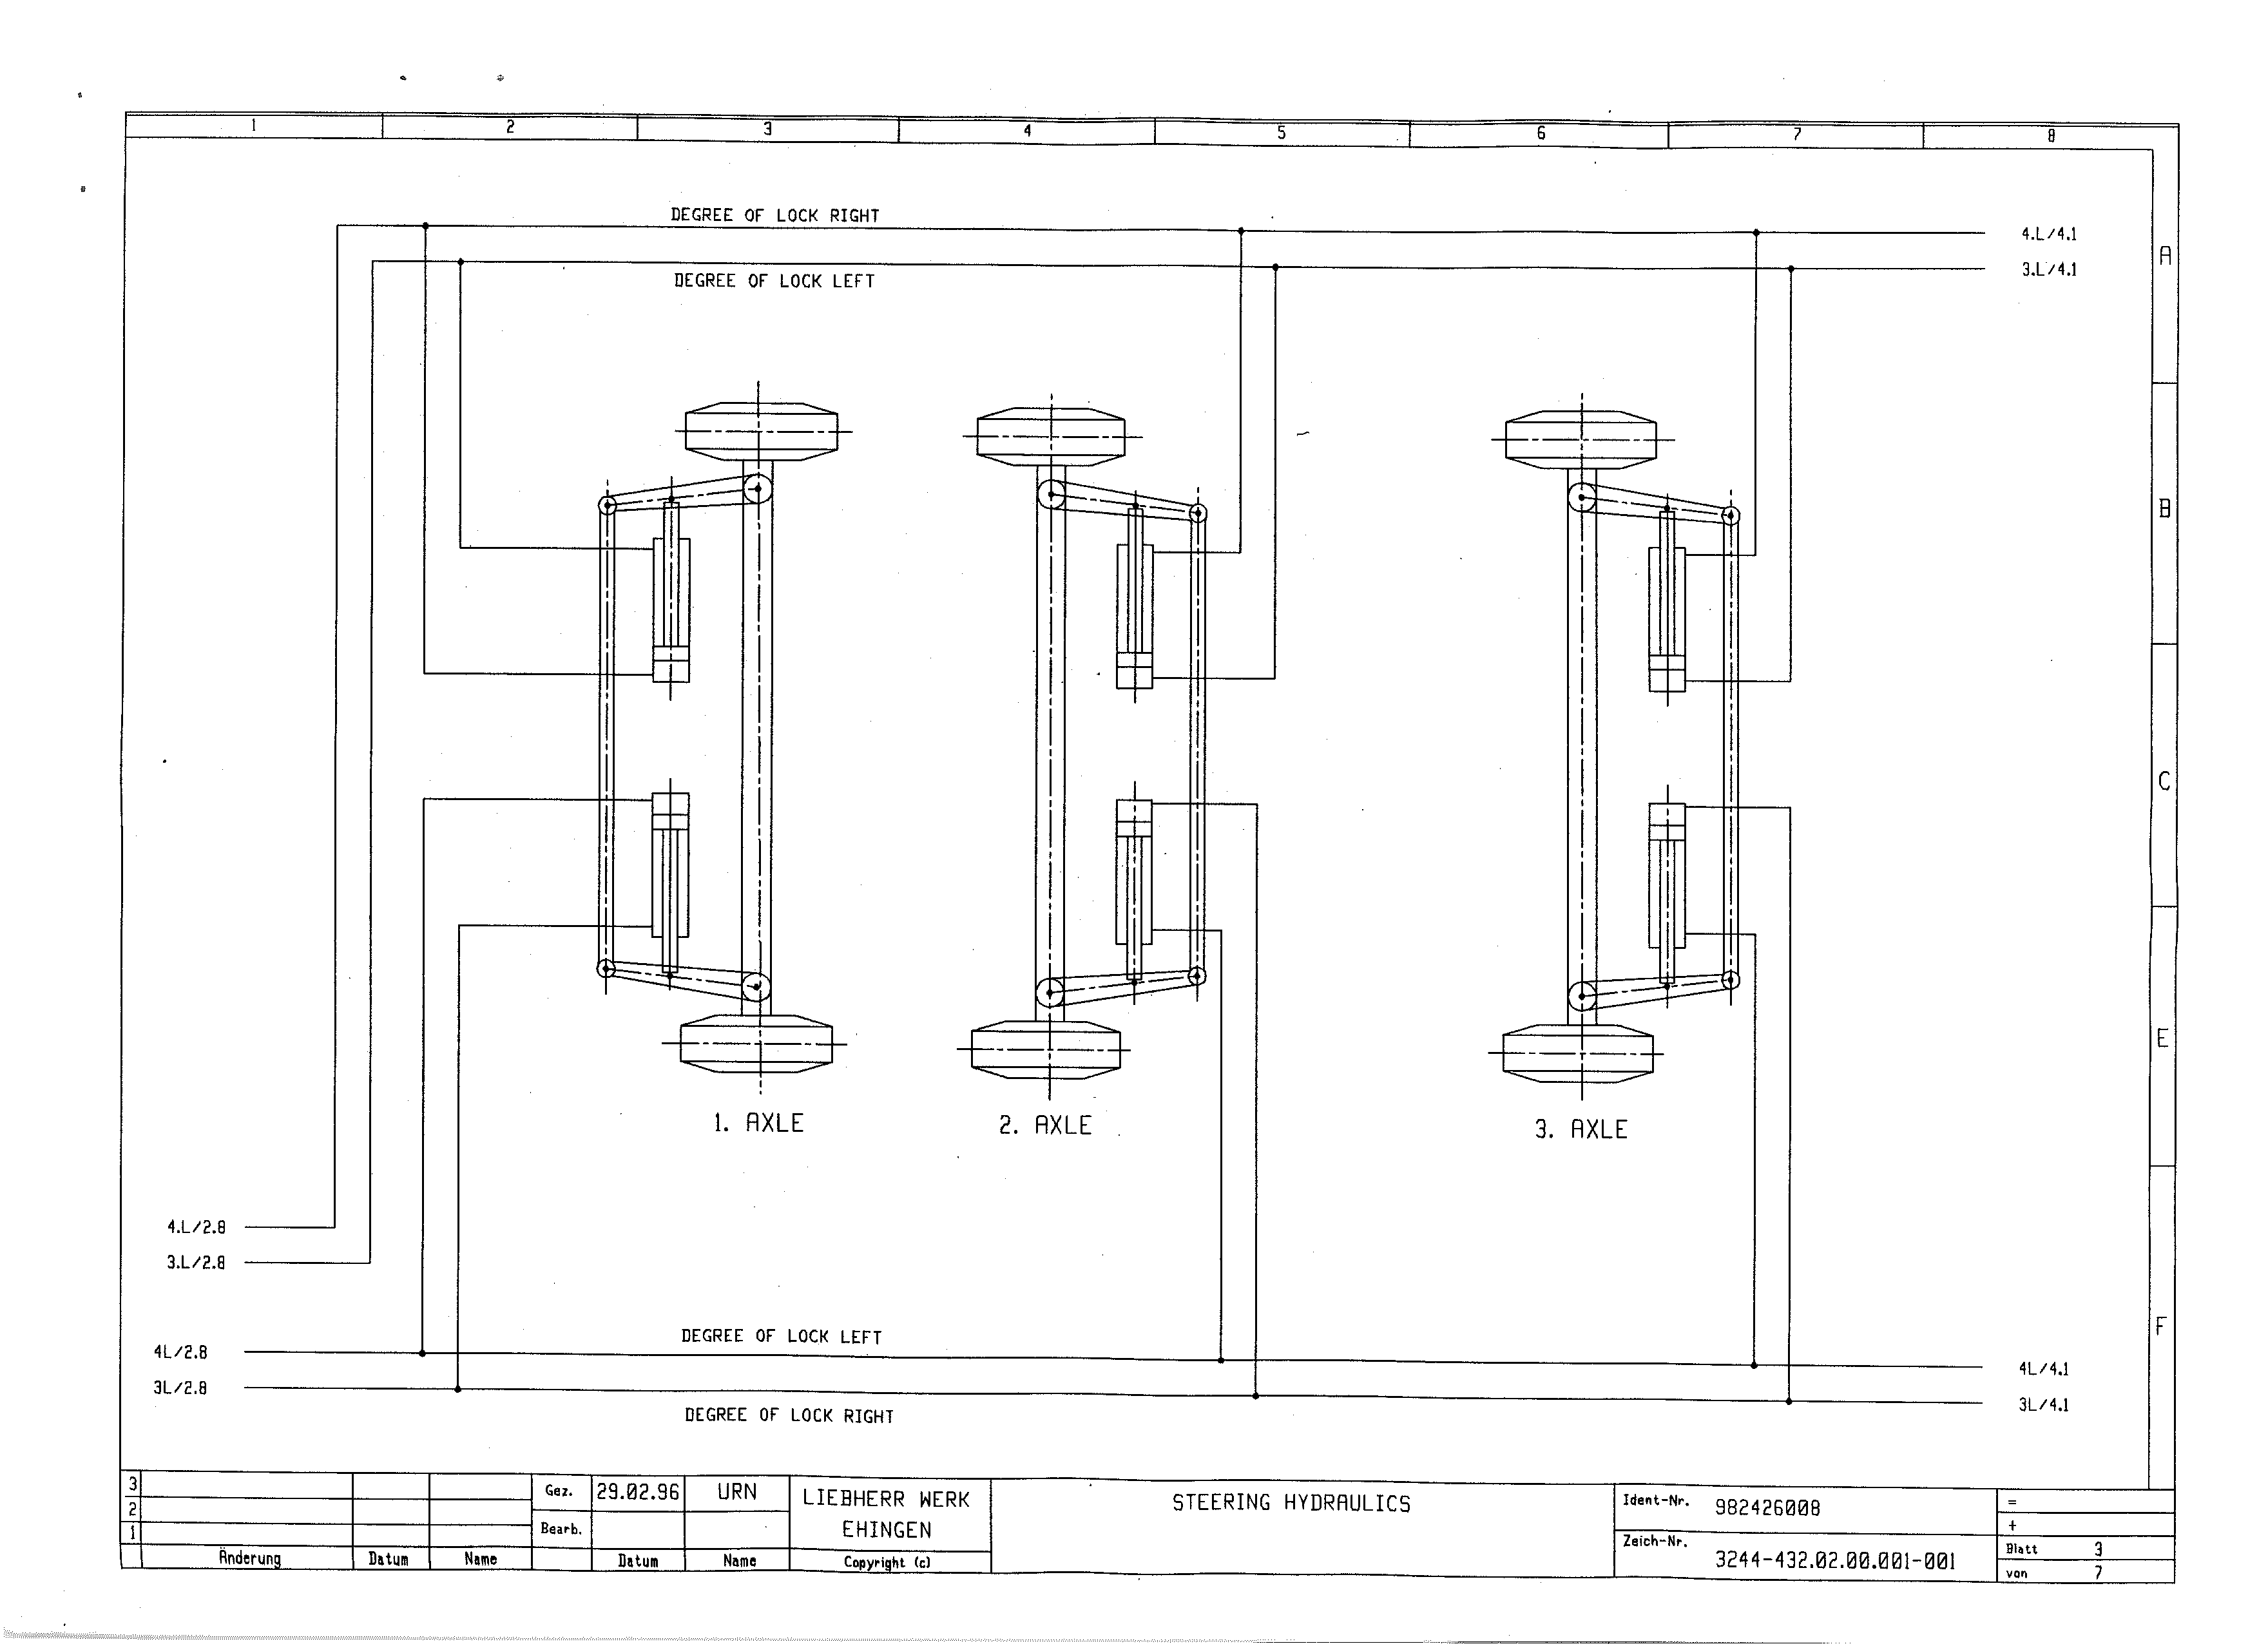 1 2 3 4 5 6 7 8
DEGREE OF LOCK RIGHT
4.L/4.1
A
3.L/4.1
DEGREE OF LOCK LEFT
B
C
E
1. AXLE
2. AXLE
3. AXLE
4.L/2.8
3.L/2.8
F
DEGREE OF LOCK LEFT
4L/2.8
4L/4.1
3L/2.8
3L/4.1
DEGREE OF LOCK RIGHT
3
2
1
Änderung Datum Name
Gez. 29.02.96 URN
Bearb.
Datum Name
LIEBHERR WERK
EHINGEN
Copyright (c)
STEERING HYDRAULICS
Ident-Nr. 982426008
Zeich-Nr. 3244-432.02.00.001-001
=
+
Blatt 3
von 7